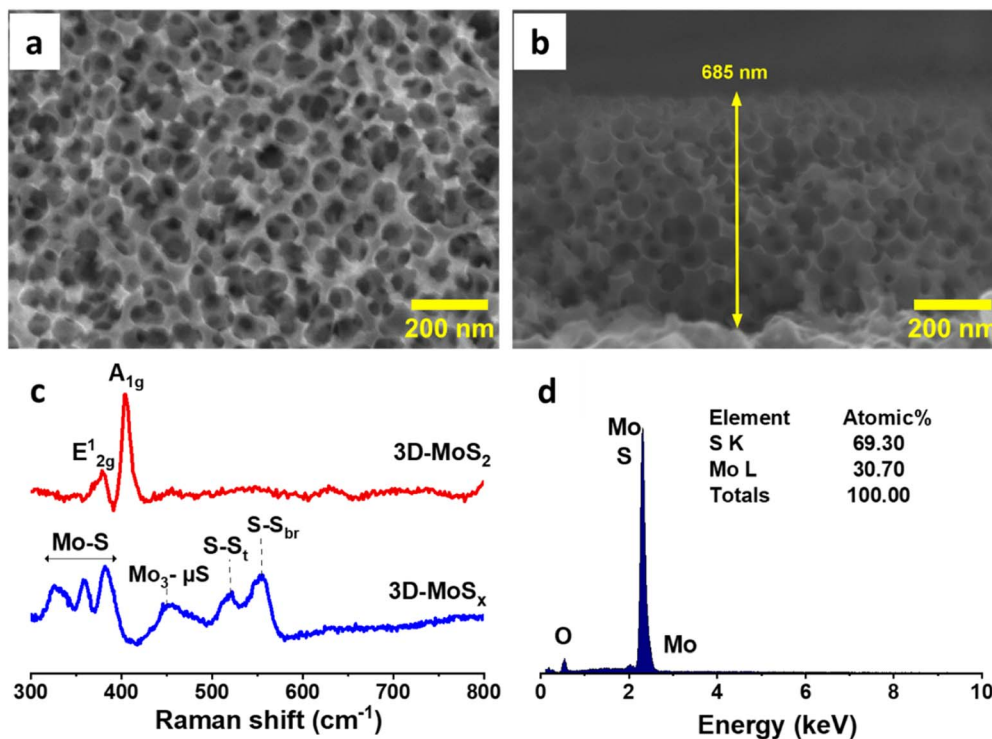 a
200 nm
b
685 nm
200 nm
c
A1g
E¹2g
3D-MoS2
Mo-S
Mo3- µS
S-St
S-Sbr
3D-MoSx
300 400 500 600 700 800
Raman shift (cm⁻¹)
d
Mo
S
Element Atomic%
S K 69.30
Mo L 30.70
Totals 100.00
O
Mo
0 2 4 6 8 10
Energy (keV)